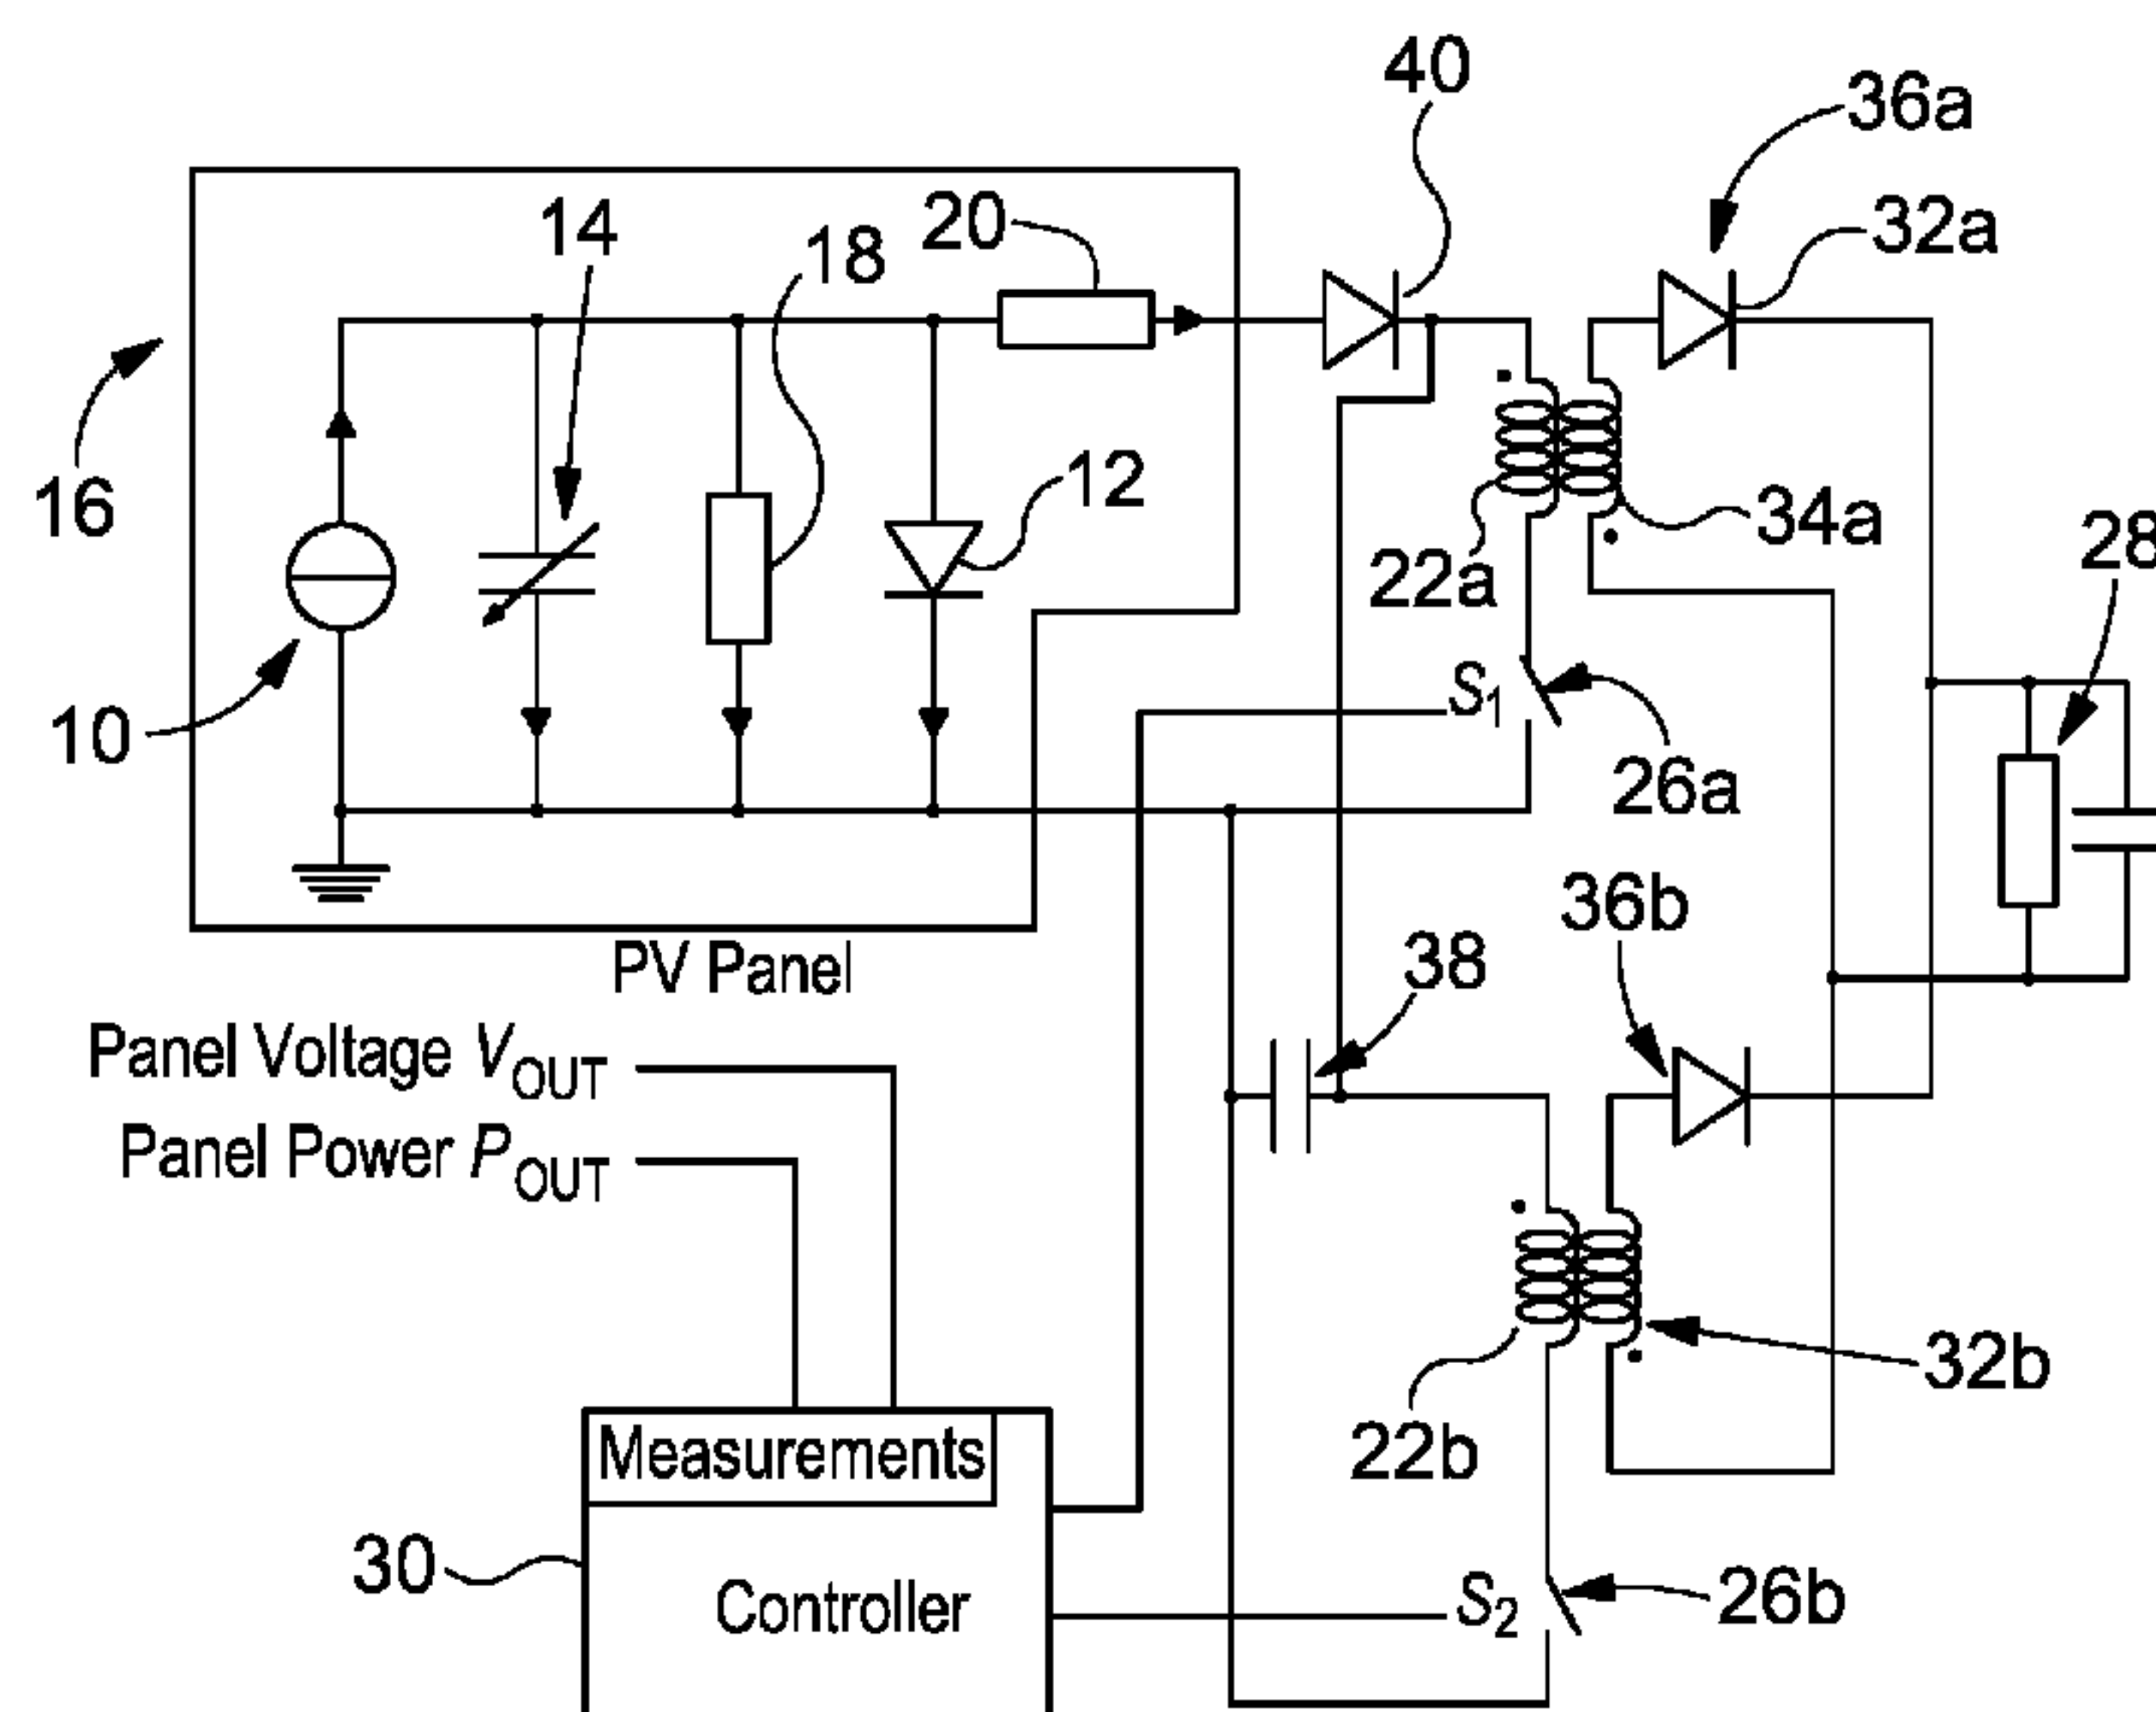 40
36a
32a
20
14
18
16
12
34a
22a
28
10
S1
26a
36b
38
PV Panel
Panel Voltage VOUT
Panel Power POUT
32b
22b
Measurements
30
Controller
S2
26b